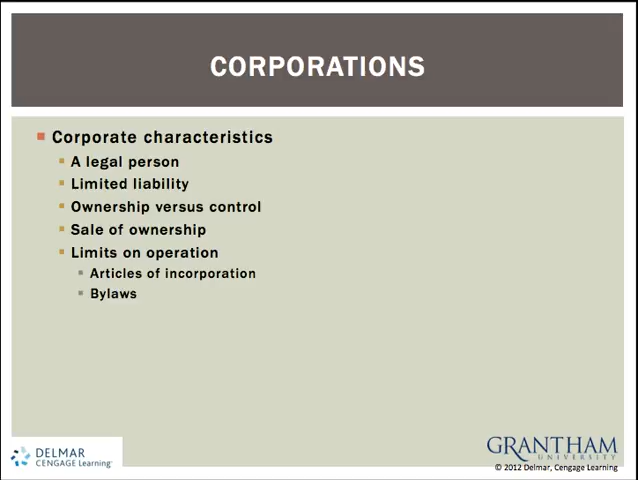 CORPORATIONS
Corporate characteristics
A legal person
Limited liability
Ownership versus control
Sale of ownership
Limits on operation
Articles of incorporation
Bylaws
DELMAR
CENGAGE Learning
GRANTHAM
UNIVERSITY
© 2012 Delmar, Cengage Learning